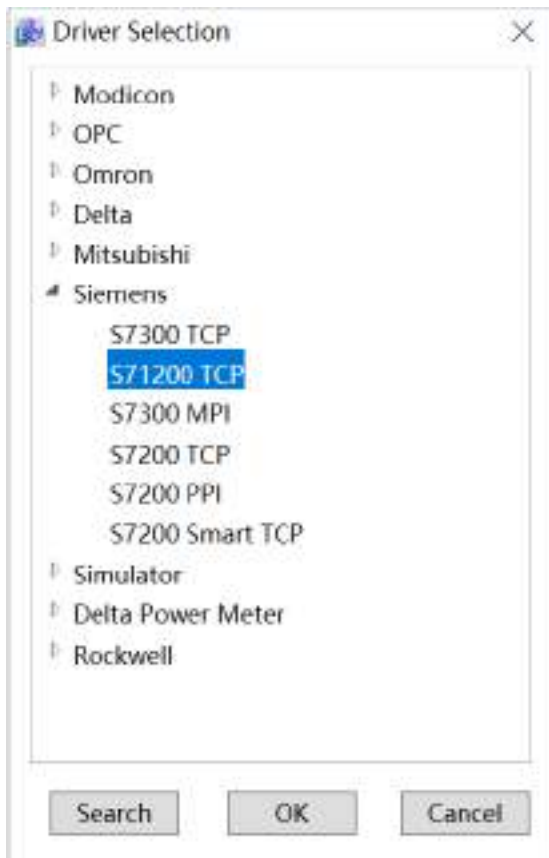 Driver Selection
Modicon
OPC
Omron
Delta
Mitsubishi
Siemens
S7300 TCP
S71200 TCP
S7300 MPI
S7200 TCP
S7200 PPI
S7200 Smart TCP
Simulator
Delta Power Meter
Rockwell
Search OK Cancel